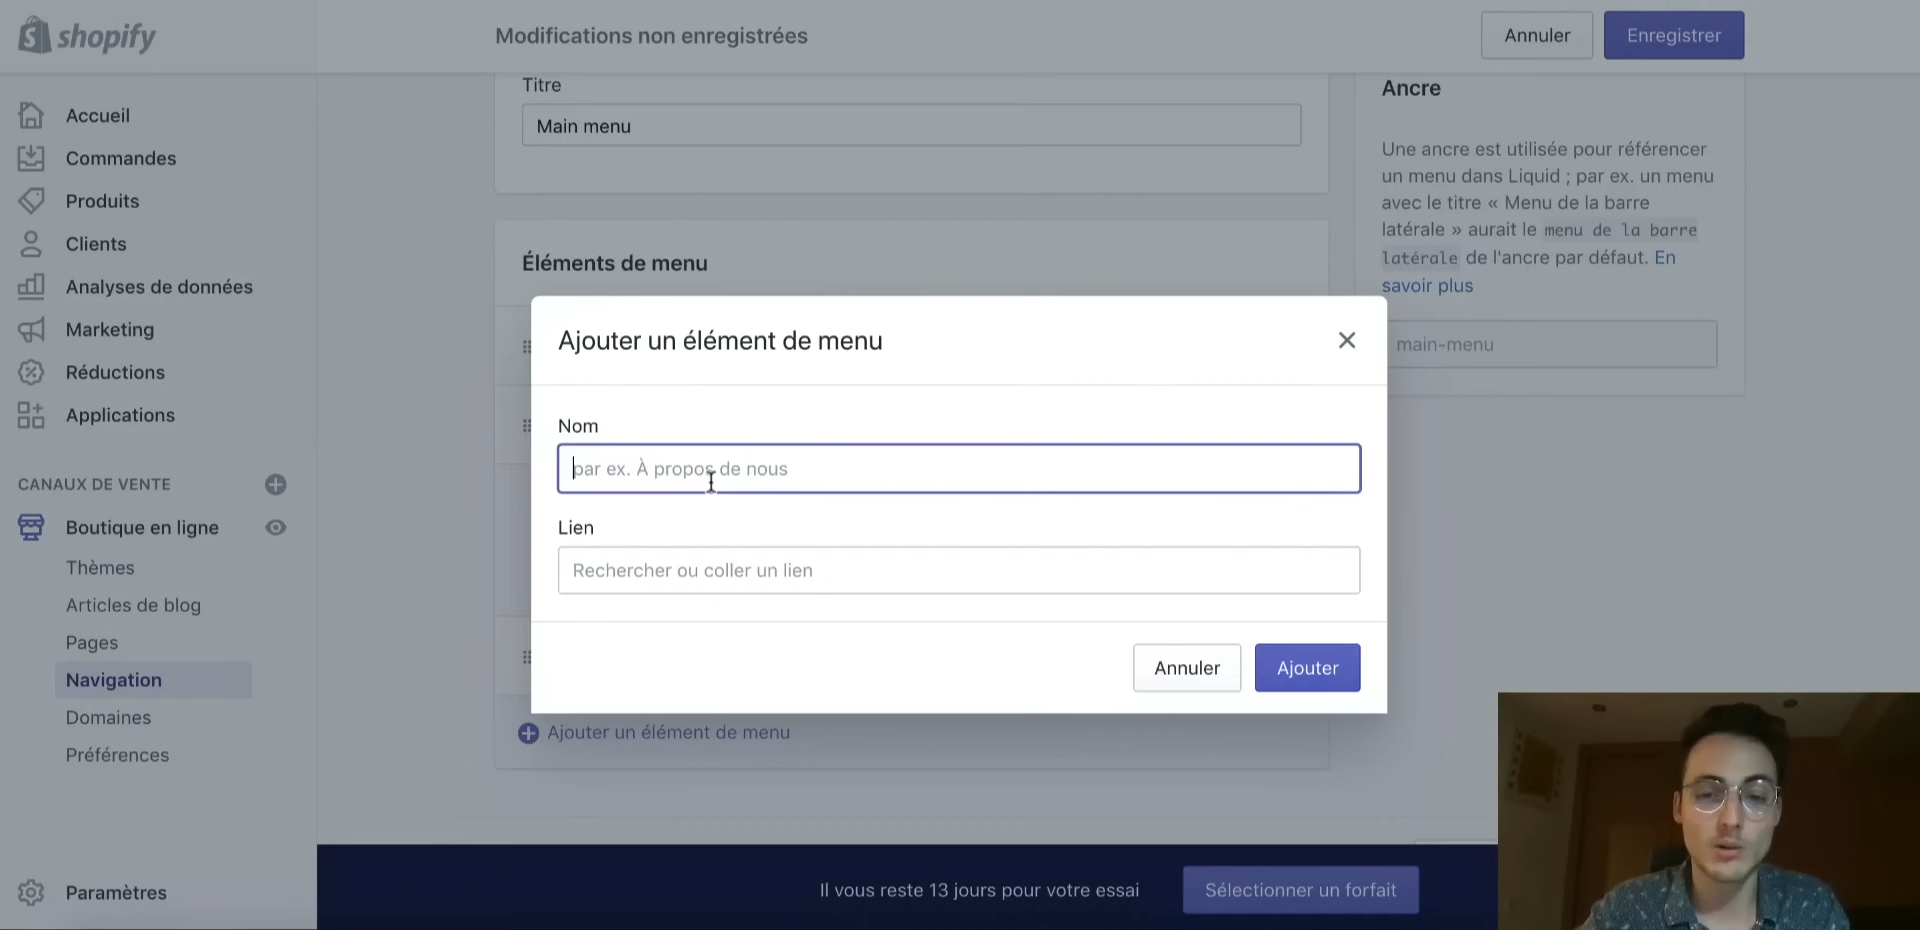 shopify
Modifications non enregistrées
Annuler
Enregistrer
Accueil
Commandes
Produits
Clients
Analyses de données
Marketing
Réductions
Applications
CANAUX DE VENTE
Boutique en ligne
Thèmes
Articles de blog
Pages
Navigation
Domaines
Préférences
Paramètres
Titre
Main menu
Éléments de menu
Ajouter un élément de menu
Nom
par ex. À propos de nous
Lien
Rechercher ou coller un lien
Annuler
Ajouter
Ajouter un élément de menu
Ancre
Une ancre est utilisée pour référencer
un menu dans Liquid ; par ex. un menu
avec le titre « Menu de la barre
latérale » aurait le menu de la barre
latérale de l'ancre par défaut. En
savoir plus
main-menu
Il vous reste 13 jours pour votre essai
Sélectionner un forfait